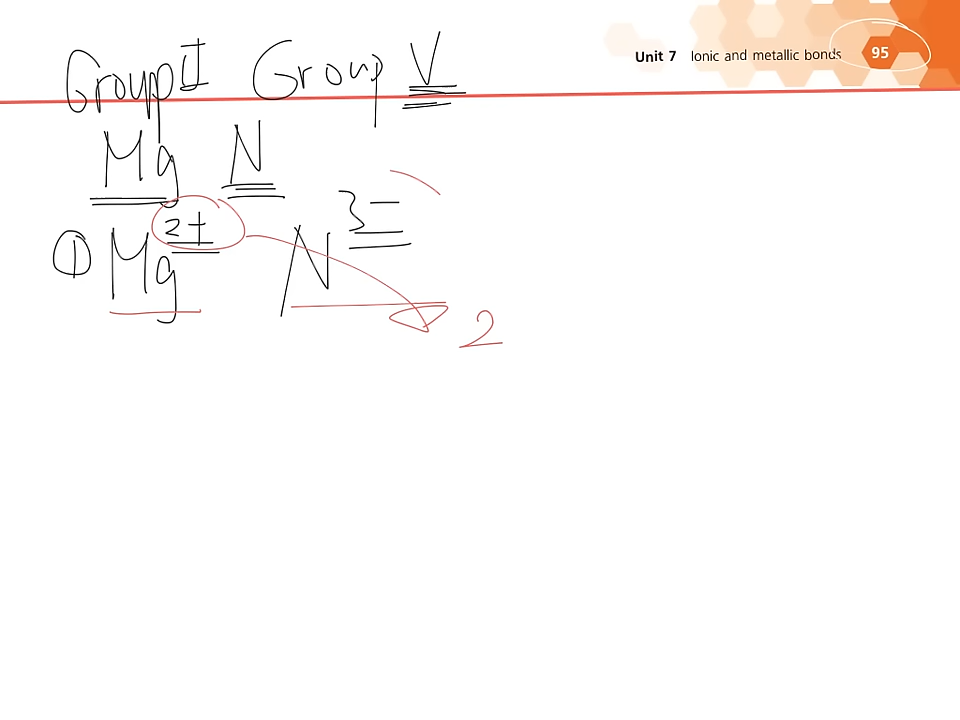 Unit 7 Ionic and metallic bonds 95
Group II Group V
Mg N
① Mg²⁺ N³⁻
2